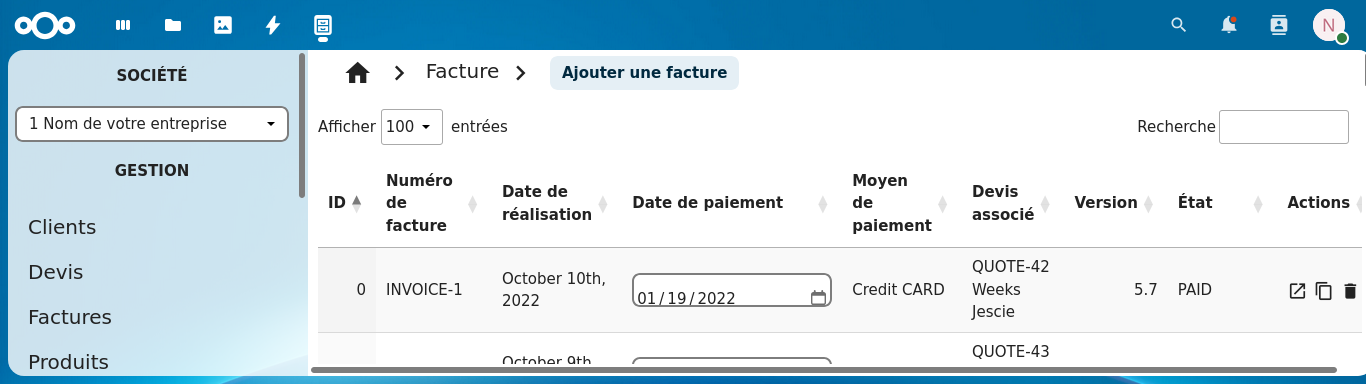 N
SOCIÉTÉ
1 Nom de votre entreprise
GESTION
Clients
Devis
Factures
Produits
Facture
Ajouter une facture
Afficher 100 entrées
Recherche
ID
Numéro
de
facture
Date de
réalisation
Date de paiement
Moyen
de
paiement
Devis
associé
Version
État
Actions
0
INVOICE-1
October 10th,
2022
01/19/2022
Credit CARD
QUOTE-42
Weeks
Jescie
5.7
PAID
October 9th,
QUOTE-43